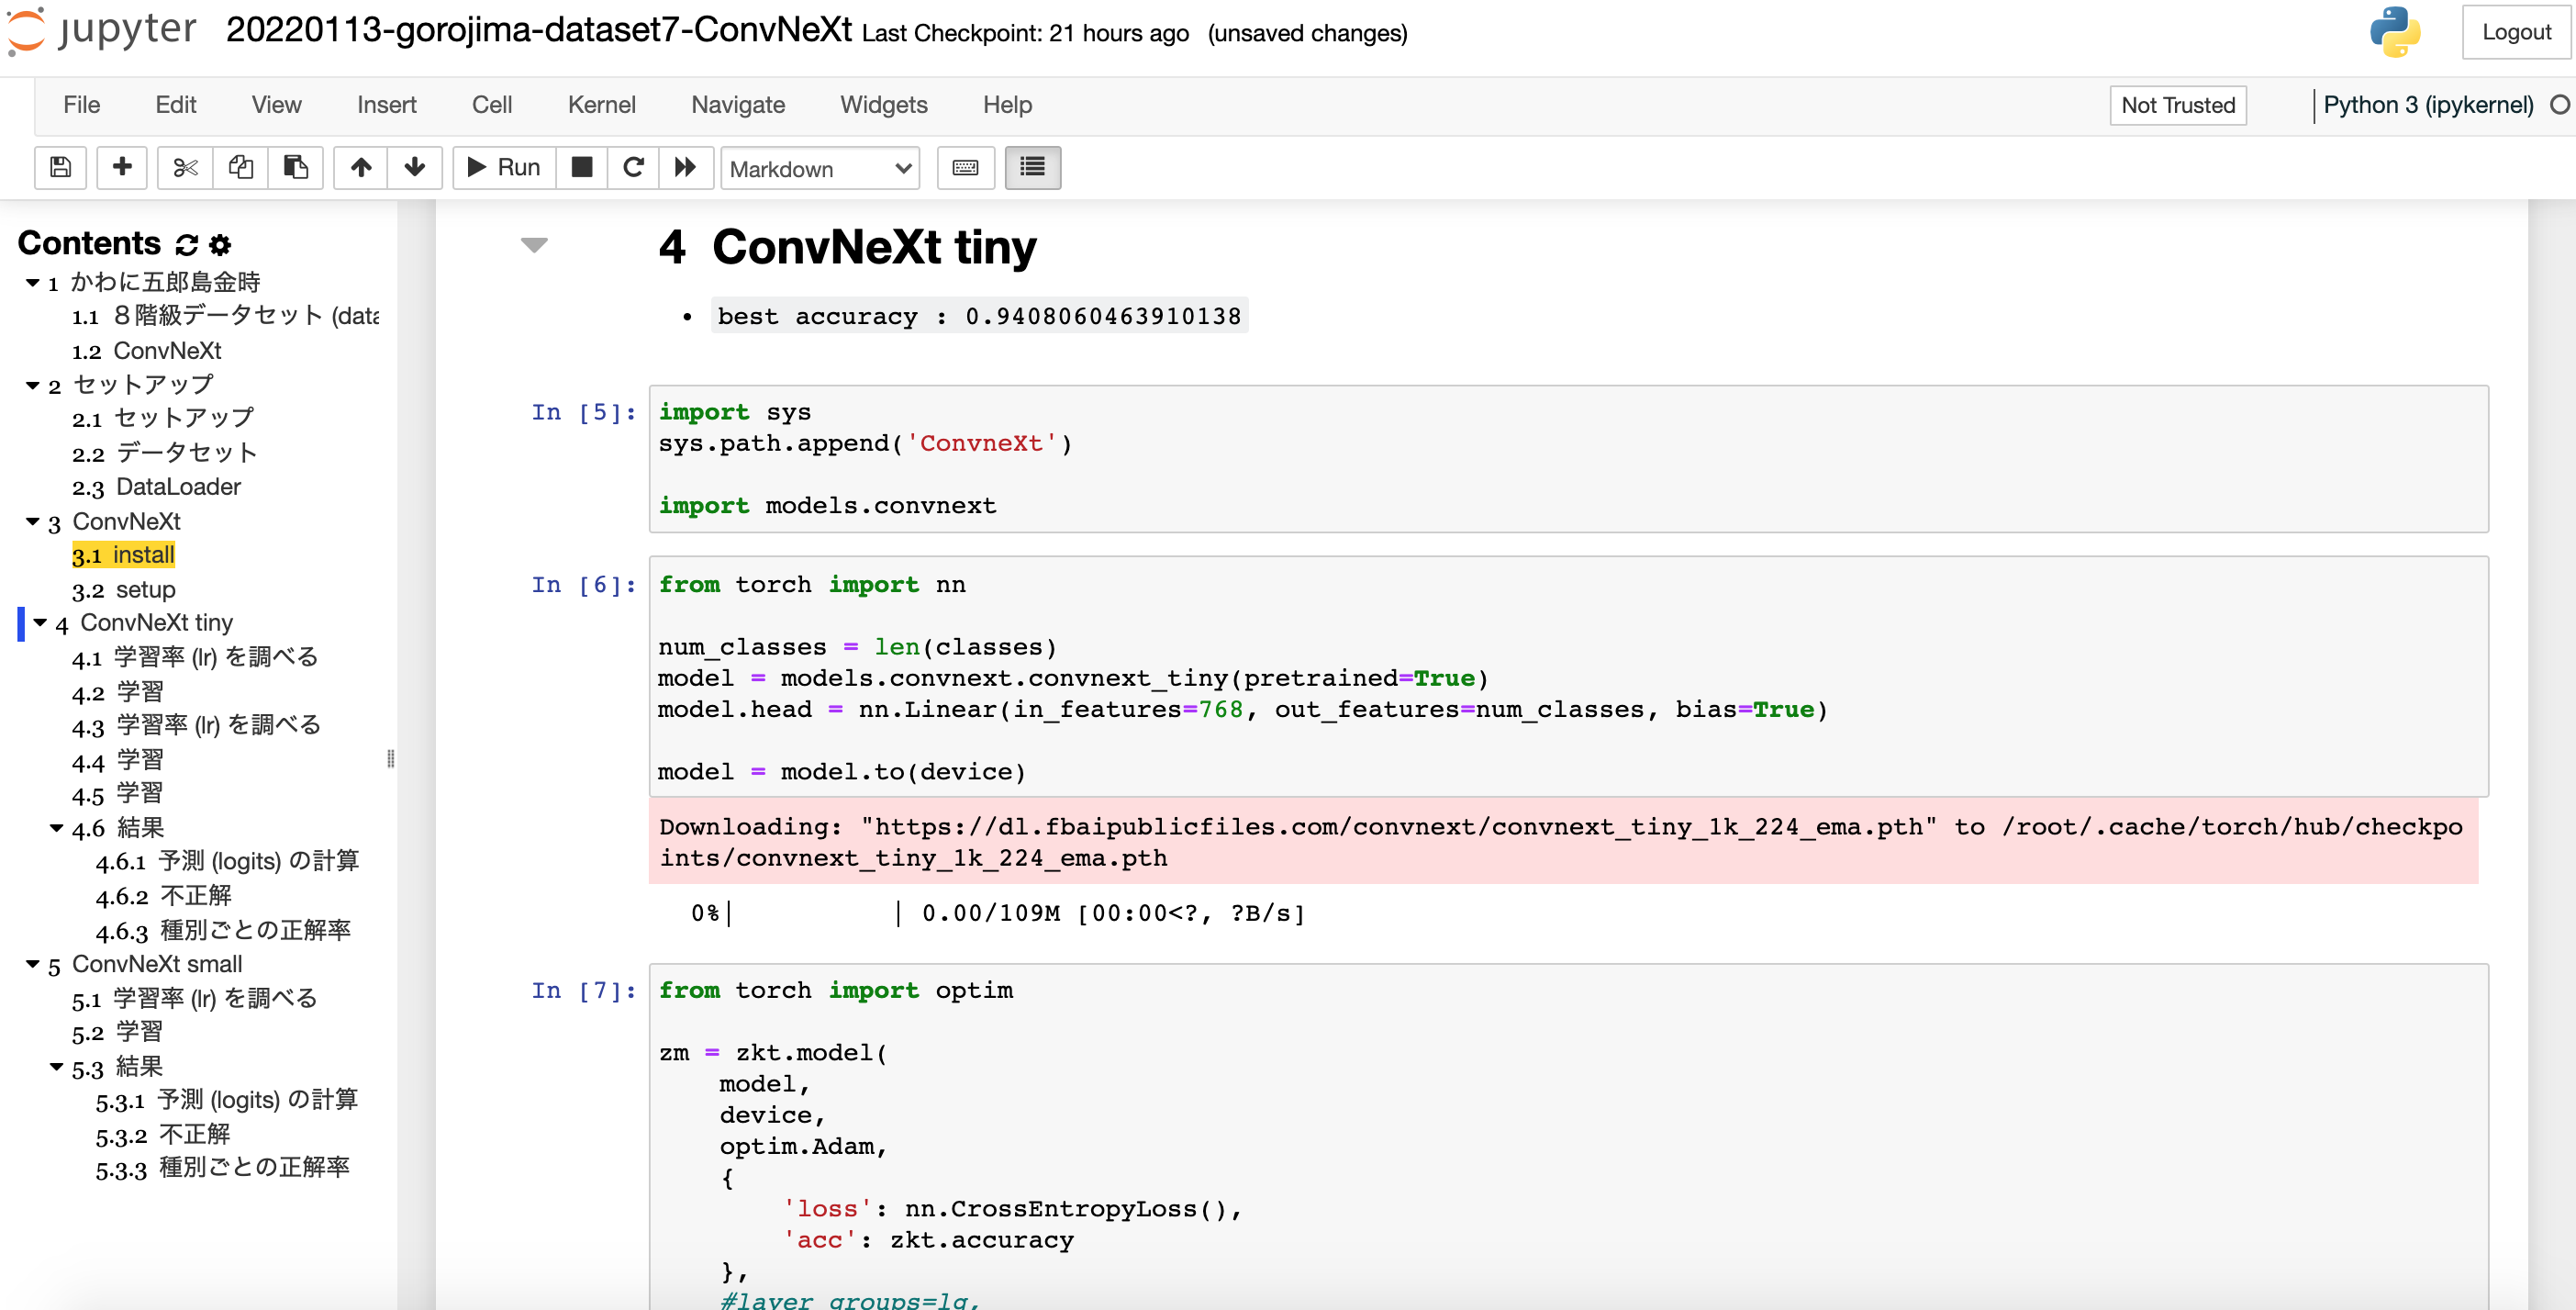 jupyter 20220113-gorojima-dataset7-ConvNeXt Last Checkpoint: 21 hours ago (unsaved changes) Logout
File Edit View Insert Cell Kernel Navigate Widgets Help Not Trusted Python 3 (ipykernel)
Run Markdown
Contents
1 かわに五郎島金時
1.1 8階級データセット (data
1.2 ConvNeXt
2 セットアップ
2.1 セットアップ
2.2 データセット
2.3 DataLoader
3 ConvNeXt
3.1 install
3.2 setup
4 ConvNeXt tiny
4.1 学習率 (lr) を調べる
4.2 学習
4.3 学習率 (lr) を調べる
4.4 学習
4.5 学習
4.6 結果
4.6.1 予測 (logits) の計算
4.6.2 不正解
4.6.3 種別ごとの正解率
5 ConvNeXt small
5.1 学習率 (lr) を調べる
5.2 学習
5.3 結果
5.3.1 予測 (logits) の計算
5.3.2 不正解
5.3.3 種別ごとの正解率
4 ConvNeXt tiny
• best accuracy : 0.9408060463910138
In [5]: import sys
sys.path.append('ConvneXt')
import models.convnext
In [6]: from torch import nn
num_classes = len(classes)
model = models.convnext.convnext_tiny(pretrained=True)
model.head = nn.Linear(in_features=768, out_features=num_classes, bias=True)
model = model.to(device)
Downloading: "https://dl.fbaipublicfiles.com/convnext/convnext_tiny_1k_224_ema.pth" to /root/.cache/torch/hub/checkpo
ints/convnext_tiny_1k_224_ema.pth
0%| | 0.00/109M [00:00<?, ?B/s]
In [7]: from torch import optim
zm = zkt.model(
model,
device,
optim.Adam,
{
'loss': nn.CrossEntropyLoss(),
'acc': zkt.accuracy
},
#layer_groups=lg,